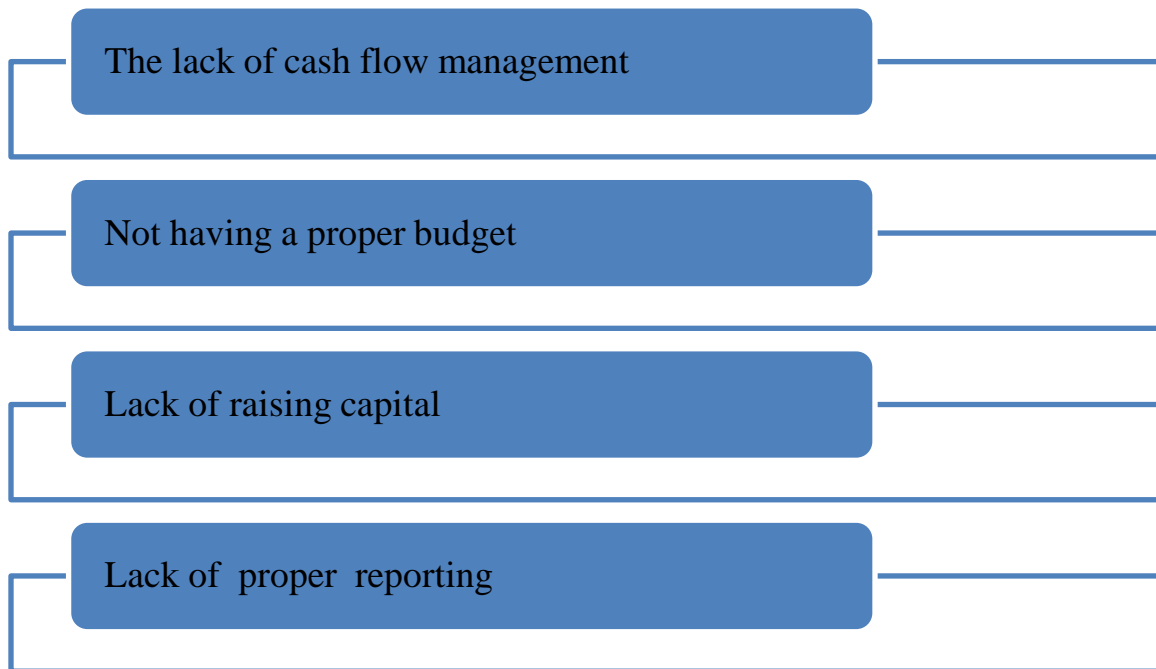 The lack of cash flow management
Not having a proper budget
Lack of raising capital
Lack of  proper  reporting